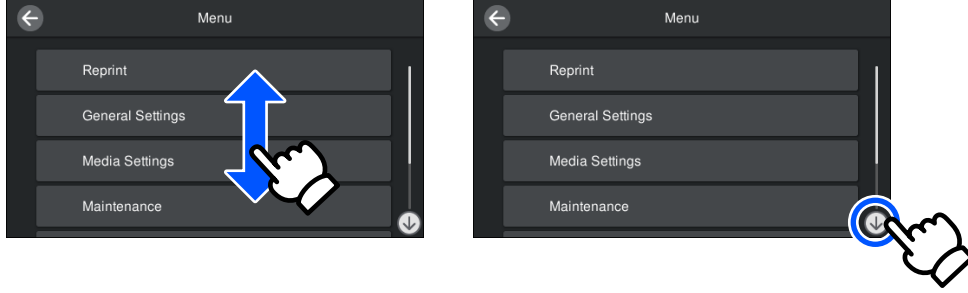 Menu
Reprint
General Settings
Media Settings
Maintenance
Menu
Reprint
General Settings
Media Settings
Maintenance